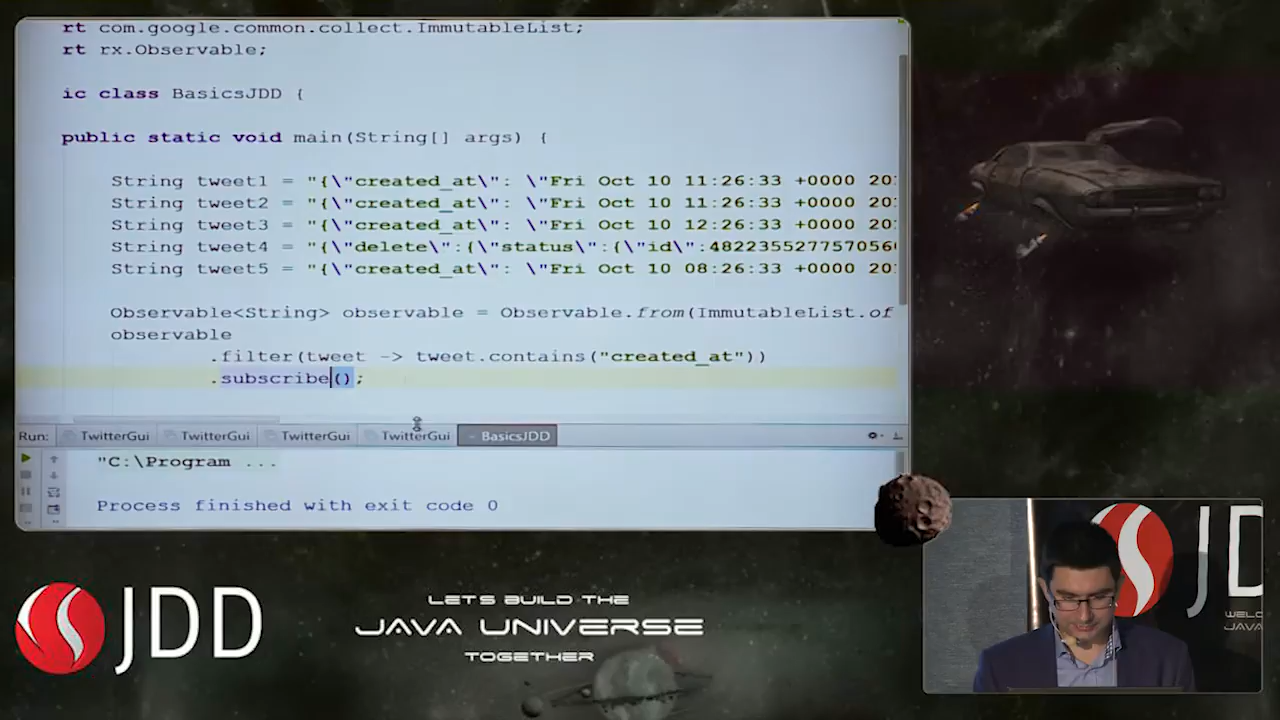 rt com.google.common.collect.ImmutableList;
rt rx.Observable;
ic class BasicsJDD {
public static void main(String[] args) {
String tweet1 = "{\"created_at\": \"Fri Oct 10 11:26:33 +0000 20
String tweet2 = "{\"created_at\": \"Fri Oct 10 11:26:33 +0000 20
String tweet3 = "{\"created_at\": \"Fri Oct 10 12:26:33 +0000 20
String tweet4 = "{\"delete\":{\"status\":{\"id\":48223552775705
String tweet5 = "{\"created_at\": \"Fri Oct 10 08:26:33 +0000 20
Observable<String> observable = Observable.from(ImmutableList.of
observable
.filter(tweet -> tweet.contains("created_at"))
.subscribe();
Run: TwitterGui TwitterGui TwitterGui TwitterGui BasicsJDD
"C:\Program ...
Process finished with exit code 0
JDD
LETS BUILD THE
JAVA UNIVERSE
TOGETHER
JD
WELC
JAVA